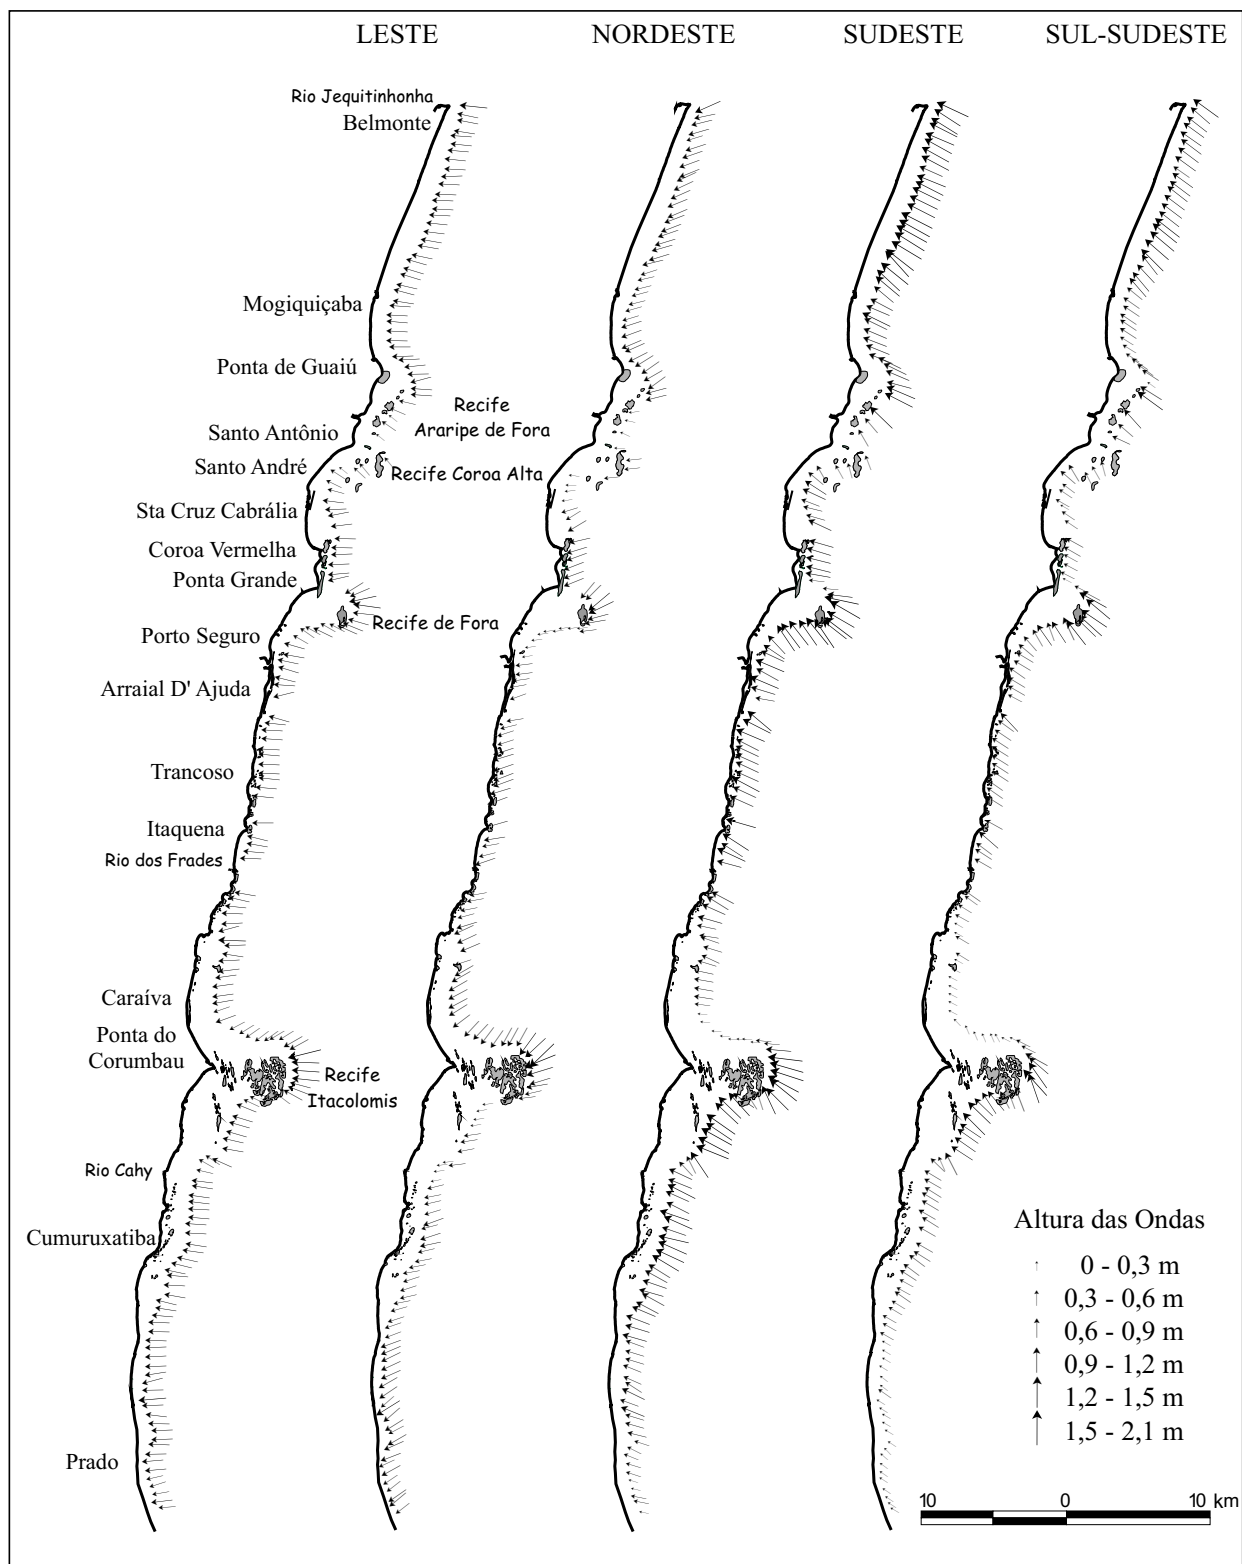 LESTE NORDESTE SUDESTE SUL-SUDESTE
Rio Jequitinhonha
Belmonte
Mogiquiçaba
Ponta de Guaiú
Recife
Araripe de Fora
Santo Antônio
Santo André
Recife Coroa Alta
Sta Cruz Cabrália
Coroa Vermelha
Ponta Grande
Recife de Fora
Porto Seguro
Arraial D' Ajuda
Trancoso
Itaquena
Rio dos Frades
Caraíva
Ponta do
Corumbau
Recife
Itacolomis
Rio Cahy
Cumuruxatiba
Prado
Altura das Ondas
0 - 0,3 m
0,3 - 0,6 m
0,6 - 0,9 m
0,9 - 1,2 m
1,2 - 1,5 m
1,5 - 2,1 m
10 0 10 km